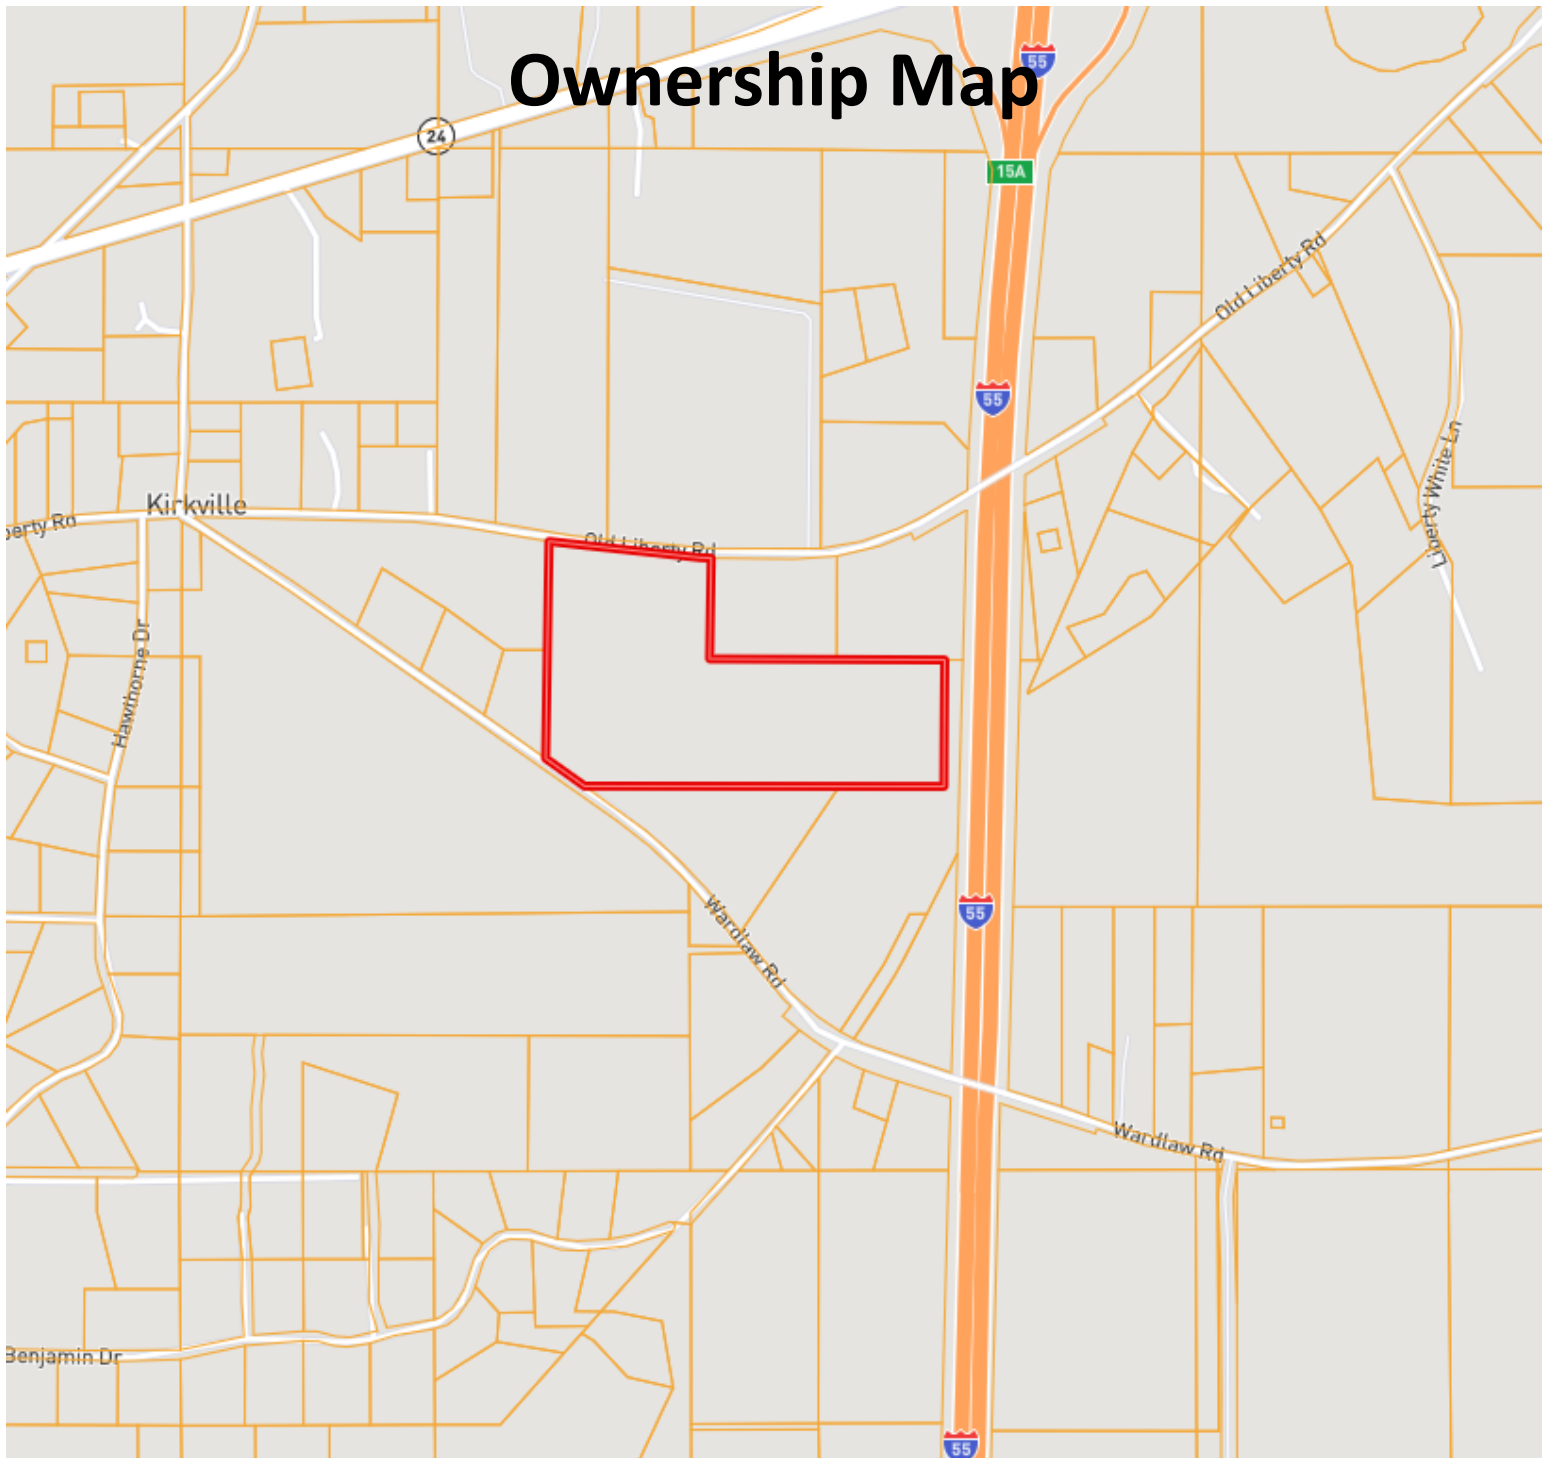 Ownership Map
55
24
15A
Old Liberty Rd
55
Liberty White Ln
Kirkville
berty Rd
Old Liberty Rd
Hawthorne Dr
55
Wardlaw Rd
Wardlaw Rd
Benjamin Dr
55